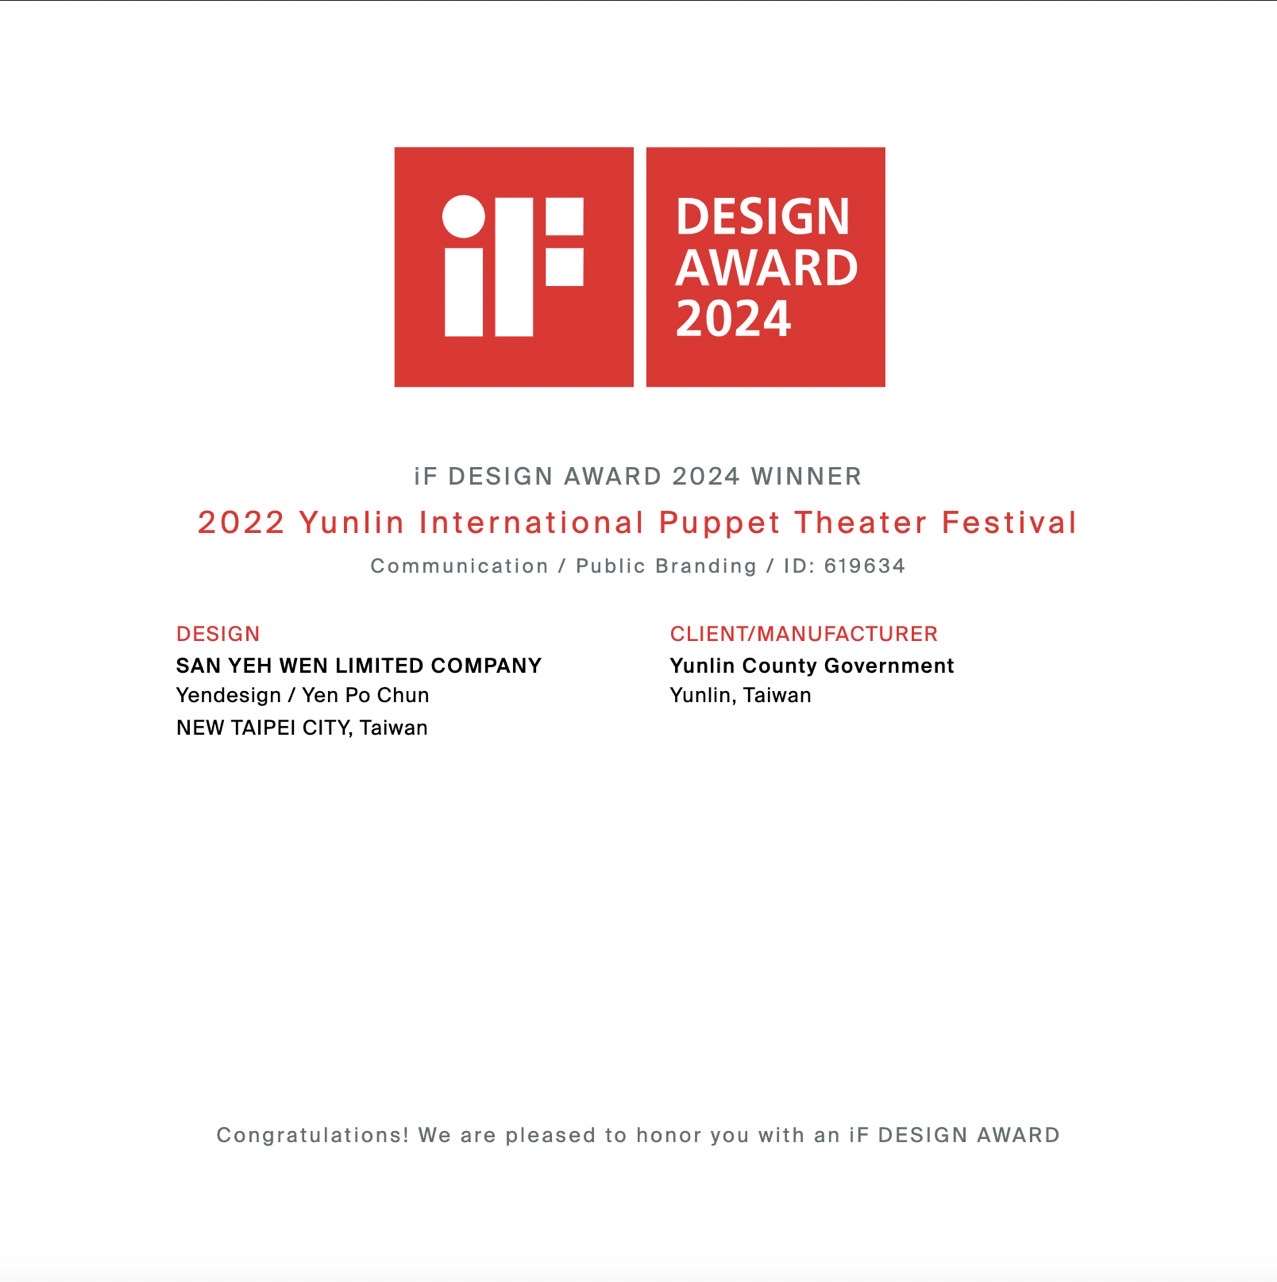 iF
DESIGN
AWARD
2024
iF DESIGN AWARD 2024 WINNER
2022 Yunlin International Puppet Theater Festival
Communication / Public Branding / ID: 619634
DESIGN
SAN YEH WEN LIMITED COMPANY
Yendesign / Yen Po Chun
NEW TAIPEI CITY, Taiwan
CLIENT/MANUFACTURER
Yunlin County Government
Yunlin, Taiwan
Congratulations! We are pleased to honor you with an iF DESIGN AWARD